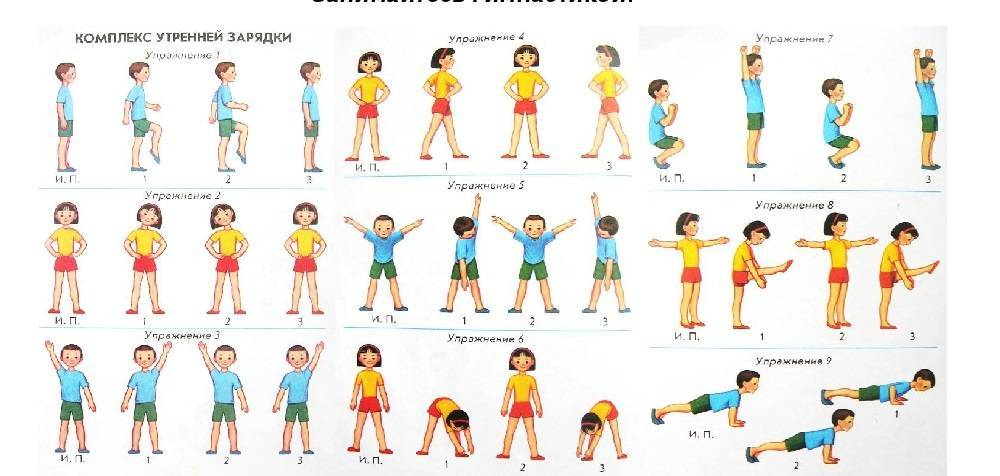 Занимайтесь гимнастикой!
КОМПЛЕКС УТРЕННЕЙ ЗАРЯДКИ
Упражнение 1
И. П. 1 2 3
Упражнение 2
И. П. 1 2 3
Упражнение 3
И. П. 1 2 3
Упражнение 4
И. П. 1 2 3
Упражнение 5
И. П. 1 2 3
Упражнение 6
И. П. 1 2 3
Упражнение 7
И. П. 1 2 3
Упражнение 8
И. П. 1 2 3
Упражнение 9
И. П. 1
2